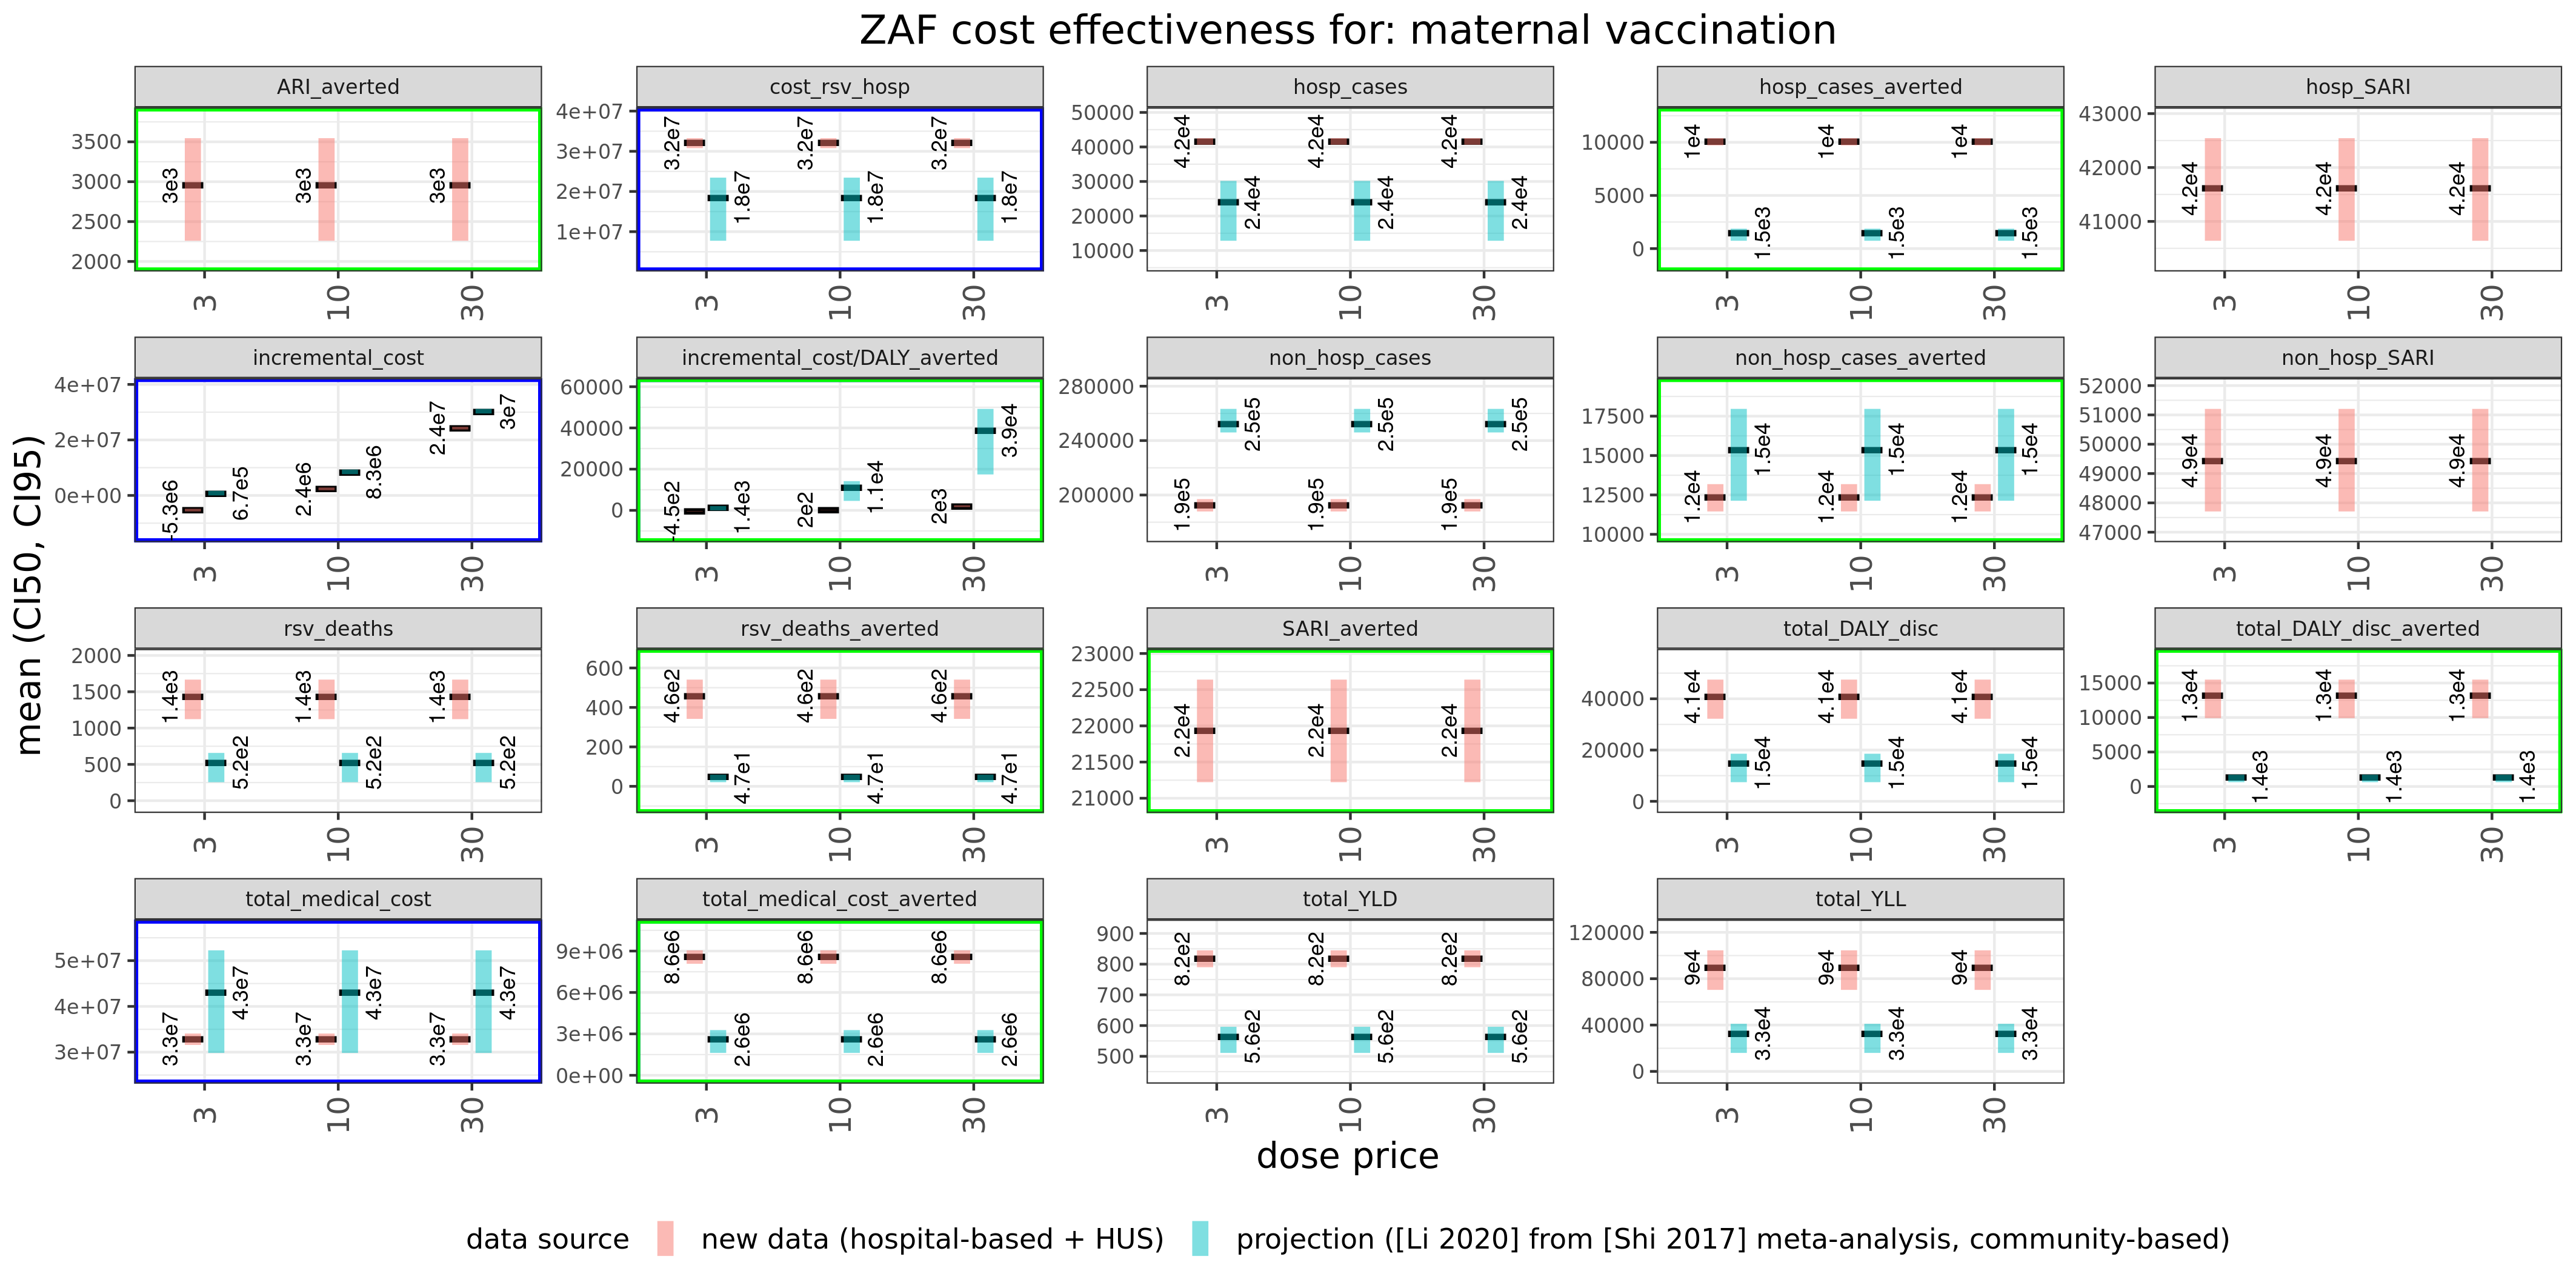 ZAF cost effectiveness for: maternal vaccination
mean (CI50, CI95)
ARI_averted
3500
3000
2500
2000
3e3 3e3 3e3
3 10 30
cost_rsv_hosp
4e+07
3e+07
2e+07
1e+07
3.2e7 3.2e7 3.2e7
1.8e7 1.8e7 1.8e7
3 10 30
hosp_cases
50000
40000
30000
20000
10000
4.2e4 4.2e4 4.2e4
2.4e4 2.4e4 2.4e4
3 10 30
hosp_cases_averted
10000
5000
0
1e4 1e4 1e4
1.5e3 1.5e3 1.5e3
3 10 30
hosp_SARI
43000
42000
41000
4.2e4 4.2e4 4.2e4
3 10 30
incremental_cost
4e+07
2e+07
0e+00
-5.3e6 2.4e6 2.4e7
6.7e5 8.3e6 3e7
3 10 30
incremental_cost/DALY_averted
60000
40000
20000
0
-4.5e2 2e2 2e3
1.4e3 1.1e4 3.9e4
3 10 30
non_hosp_cases
280000
240000
200000
2.5e5 2.5e5 2.5e5
1.9e5 1.9e5 1.9e5
3 10 30
non_hosp_cases_averted
17500
15000
12500
10000
1.5e4 1.5e4 1.5e4
1.2e4 1.2e4 1.2e4
3 10 30
non_hosp_SARI
52000
51000
50000
49000
48000
47000
4.9e4 4.9e4 4.9e4
3 10 30
rsv_deaths
2000
1500
1000
500
0
1.4e3 1.4e3 1.4e3
5.2e2 5.2e2 5.2e2
3 10 30
rsv_deaths_averted
600
400
200
0
4.6e2 4.6e2 4.6e2
4.7e1 4.7e1 4.7e1
3 10 30
SARI_averted
23000
22500
22000
21500
21000
2.2e4 2.2e4 2.2e4
3 10 30
total_DALY_disc
40000
20000
0
4.1e4 4.1e4 4.1e4
1.5e4 1.5e4 1.5e4
3 10 30
total_DALY_disc_averted
15000
10000
5000
0
1.3e4 1.3e4 1.3e4
1.4e3 1.4e3 1.4e3
3 10 30
total_medical_cost
5e+07
4e+07
3e+07
4.3e7 4.3e7 4.3e7
3.3e7 3.3e7 3.3e7
3 10 30
total_medical_cost_averted
9e+06
6e+06
3e+06
0e+00
8.6e6 8.6e6 8.6e6
2.6e6 2.6e6 2.6e6
3 10 30
total_YLD
900
800
700
600
500
8.2e2 8.2e2 8.2e2
5.6e2 5.6e2 5.6e2
3 10 30
total_YLL
120000
80000
40000
0
9e4 9e4 9e4
3.3e4 3.3e4 3.3e4
3 10 30
dose price
data source new data (hospital-based + HUS) projection ([Li 2020] from [Shi 2017] meta-analysis, community-based)